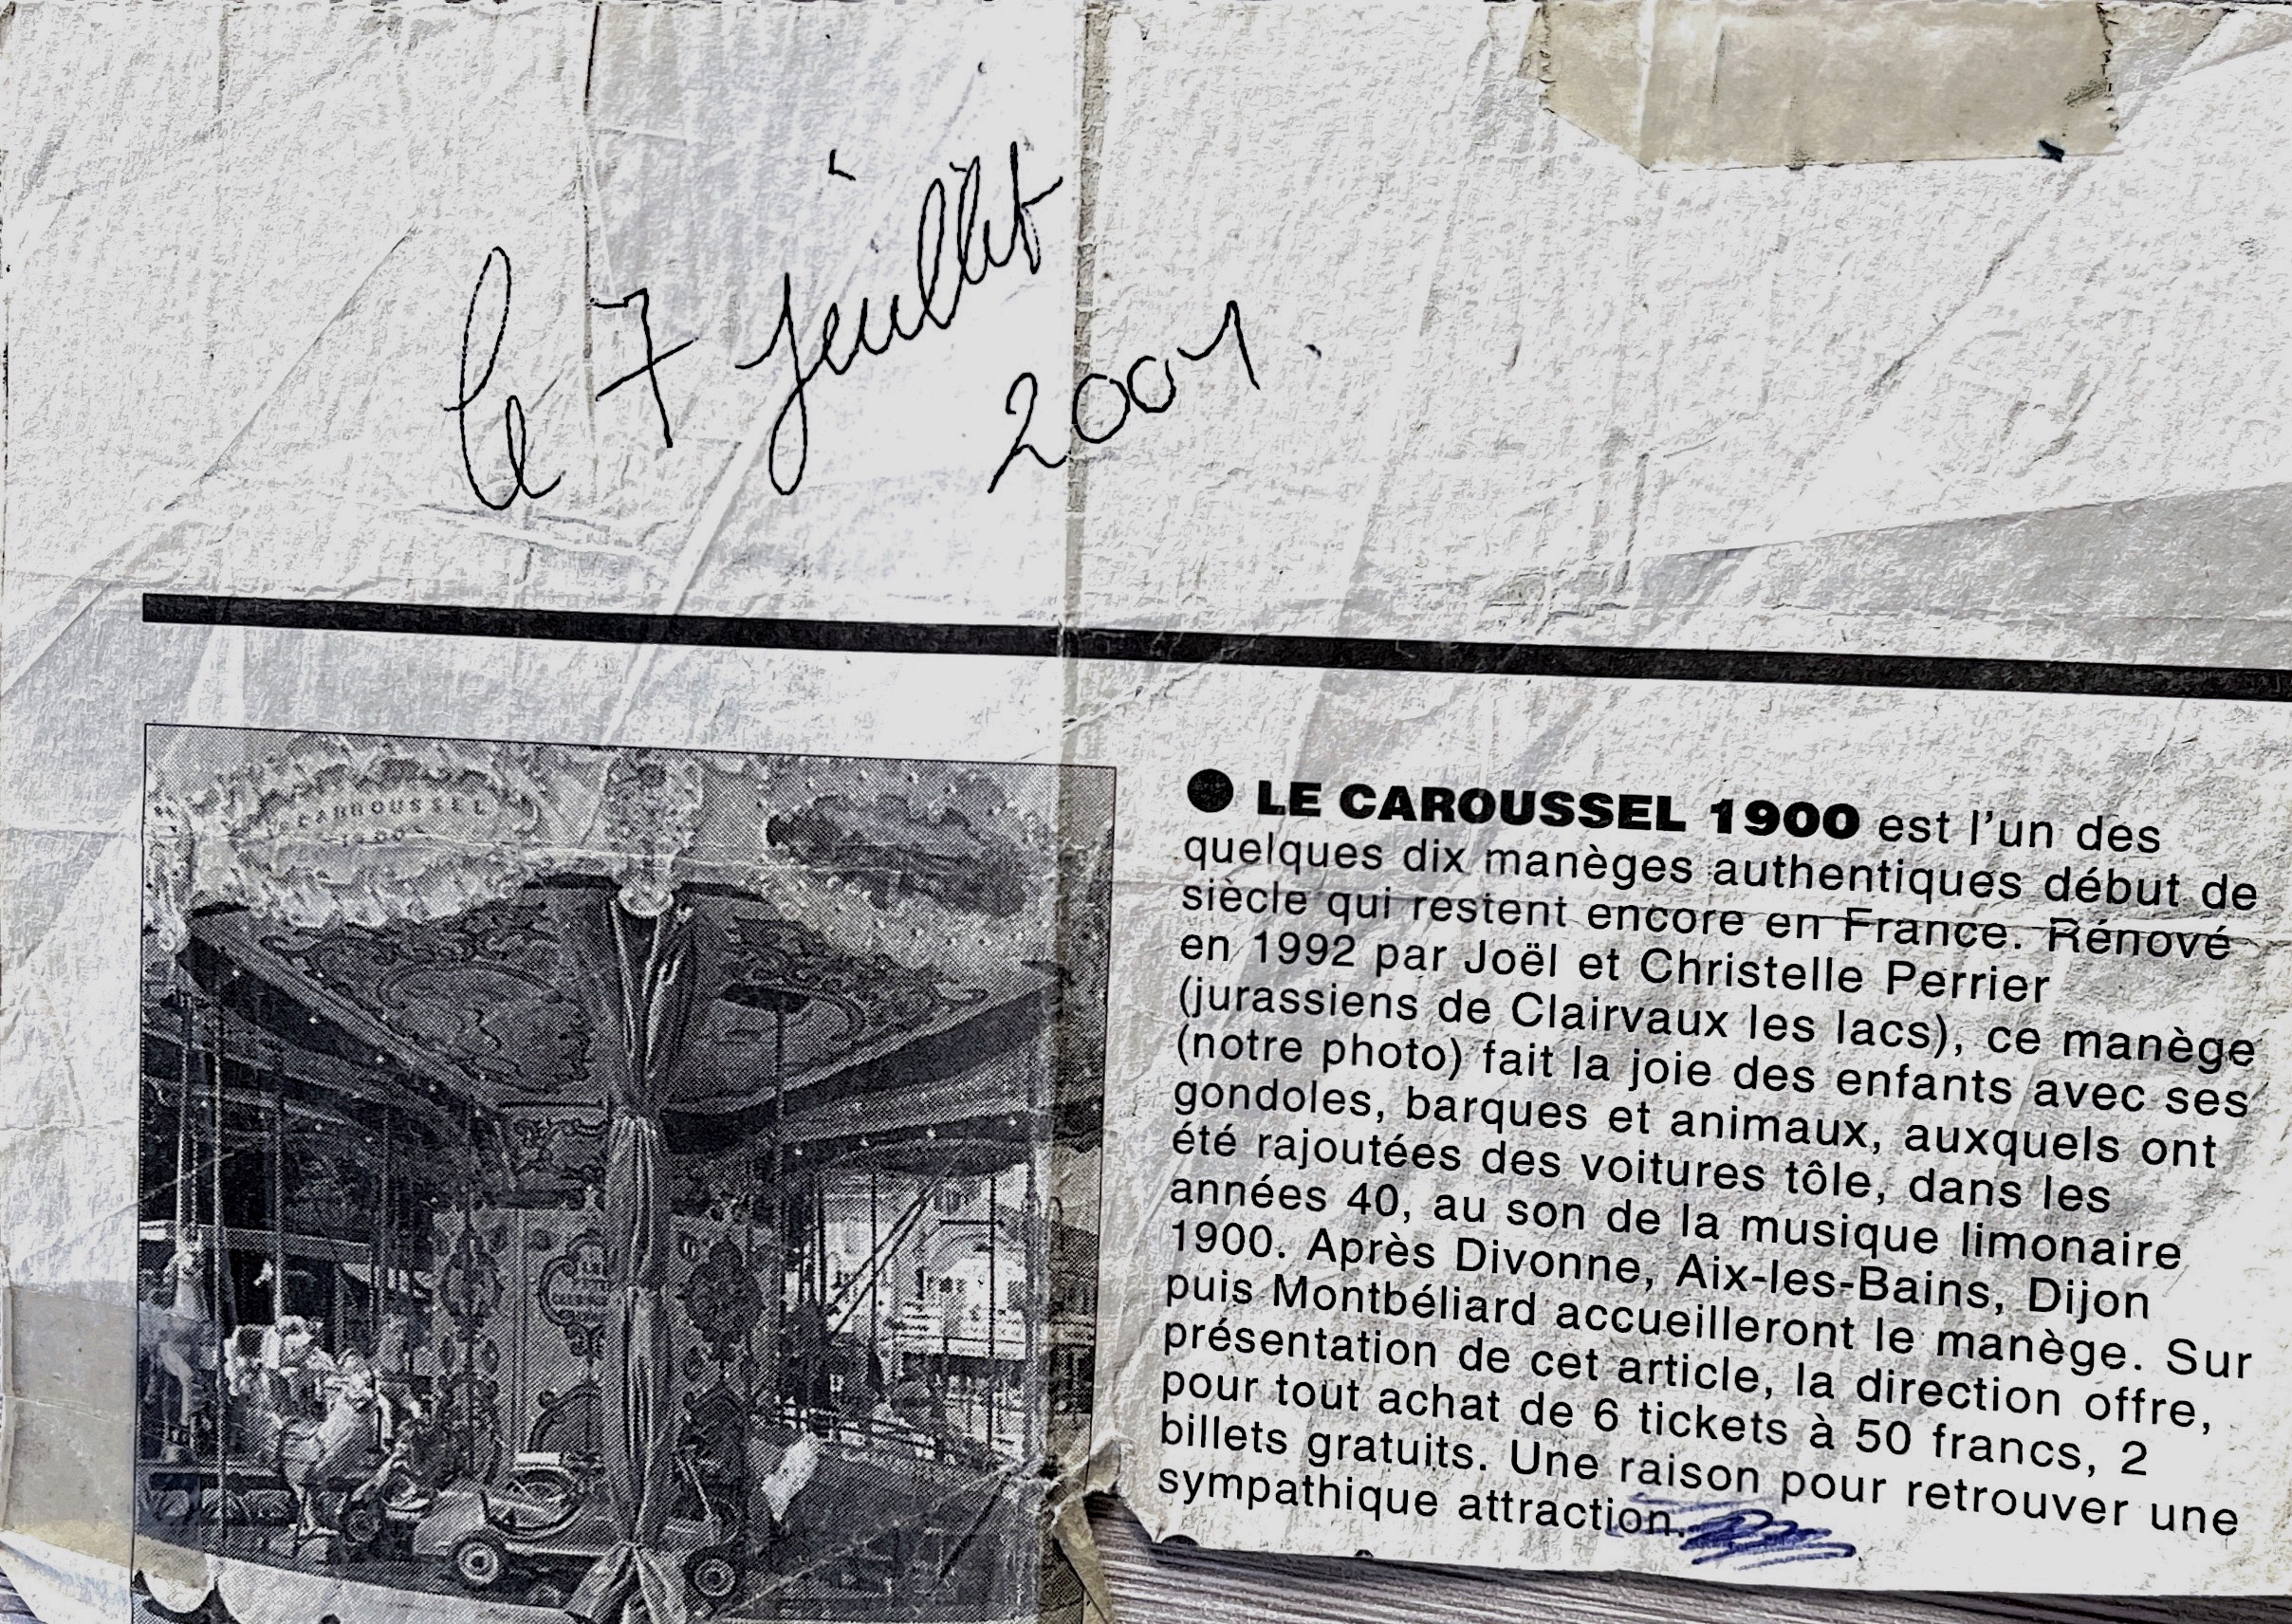 le 7 juillet
2001.
CARROUSSEL
1900
● LE CAROUSSEL 1900 est l'un des
quelques dix manèges authentiques début de
siècle qui restent encore en France. Rénové
en 1992 par Joël et Christelle Perrier
(jurassiens de Clairvaux les lacs), ce manège
(notre photo) fait la joie des enfants avec ses
gondoles, barques et animaux, auxquels ont
été rajoutées des voitures tôle, dans les
années 40, au son de la musique limonaire
1900. Après Divonne, Aix-les-Bains, Dijon
puis Montbéliard accueilleront le manège. Sur
présentation de cet article, la direction offre,
pour tout achat de 6 tickets à 50 francs, 2
billets gratuits. Une raison pour retrouver une
sympathique attraction.